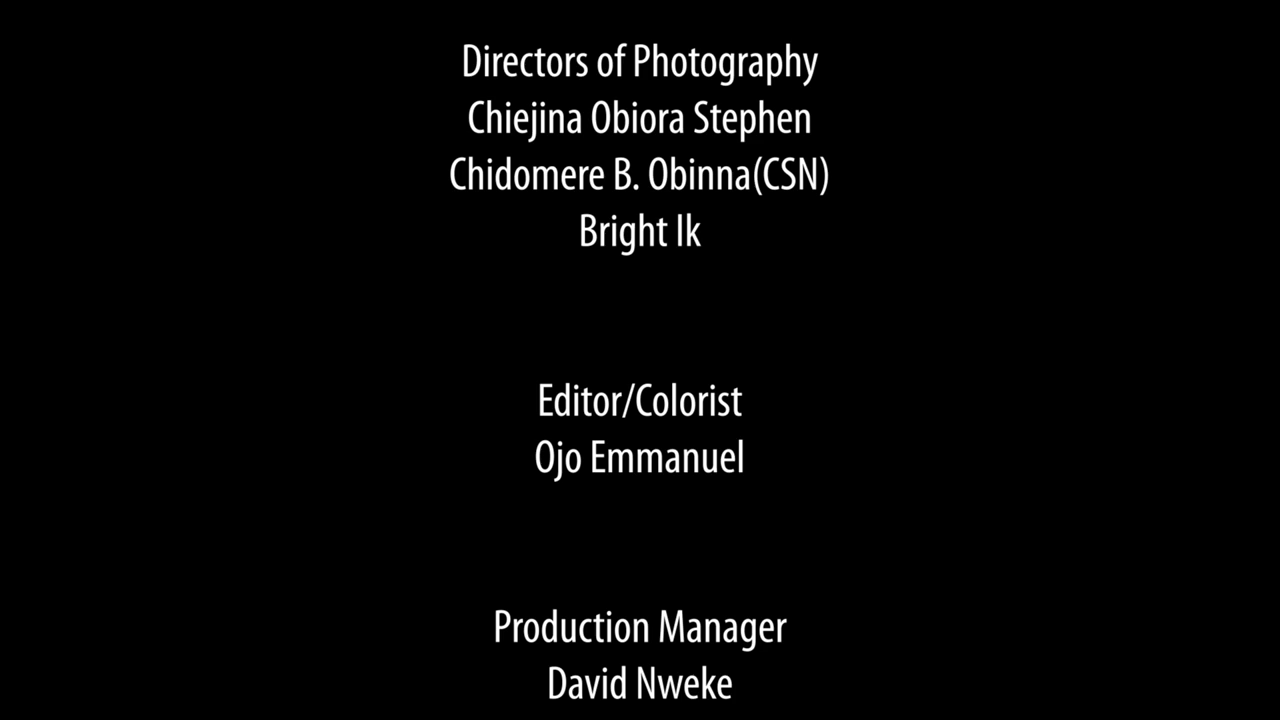 Directors of Photography
Chiejina Obiora Stephen
Chidomere B. Obinna(CSN)
Bright Ik
Editor/Colorist
Ojo Emmanuel
Production Manager
David Nweke